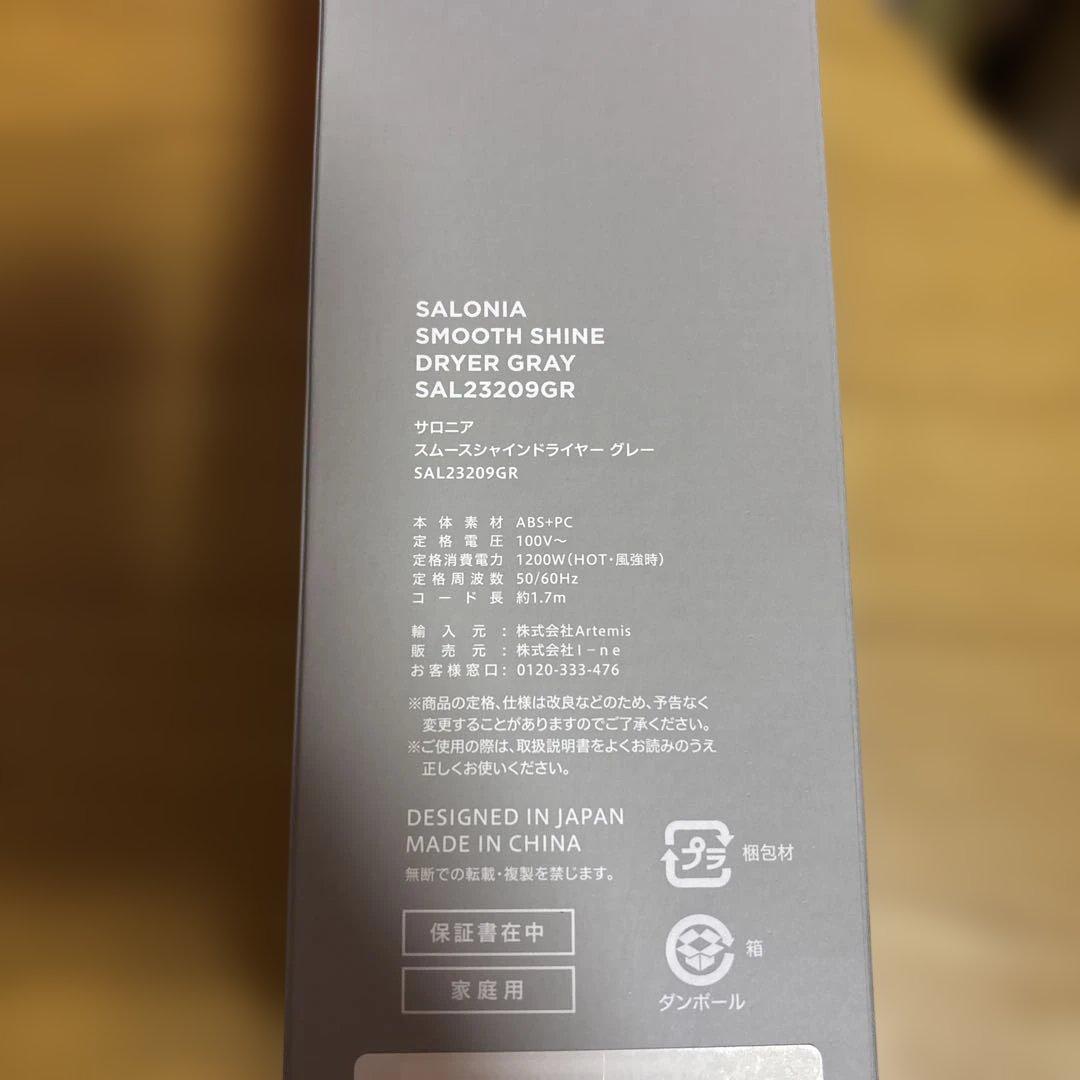 SALONIA
SMOOTH SHINE
DRYER GRAY
SAL23209GR
サロニア
スムースシャインドライヤー グレー
SAL23209GR
本体素材 ABS+PC
定格電圧 100V～
定格消費電力 1200W(HOT・風強時)
定格周波数 50/60Hz
コード長 約1.7m
輸入元：株式会社Artemis
販売元：株式会社I－ne
お客様窓口：0120-333-476
※商品の定格、仕様は改良などのため、予告なく
変更することがありますのでご了承ください。
※ご使用の際は、取扱説明書をよくお読みのうえ
正しくお使いください。
DESIGNED IN JAPAN
MADE IN CHINA
無断での転載・複製を禁じます。
プラ 梱包材
保証書在中
家庭用
箱
ダンボール